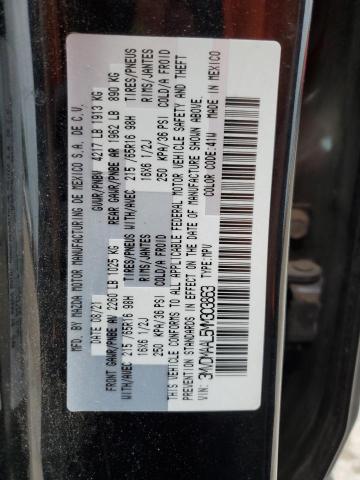 MFD. BY MAZDA MOTOR MANUFACTURING DE MEXICO S.A. DE C.V.
DATE 08/21 GVWR/PNBV 4217 LB 1913 KG
FRONT GAWR/PNBE AV 2260 LB 1025 KG REAR GAWR/PNBE AR 1962 LB 890 KG
WITH/AVEC TIRES/PNEUS WITH/AVEC TIRES/PNEUS
215 /65R16 98H RIMS/JANTES 215 /65R16 98H RIMS/JANTES
16X6 1/2J COLD/A FROID 16X6 1/2J COLD/A FROID
250 KPA/36 PSI 250 KPA/36 PSI
THIS VEHICLE CONFORMS TO ALL APPLICABLE FEDERAL MOTOR VEHICLE SAFETY AND THEFT
PREVENTION STANDARDS IN EFFECT ON THE DATE OF MANUFACTURE SHOWN ABOVE.
VIN: TYPE: MPV COLOR CODE: 41W MADE IN MEXICO